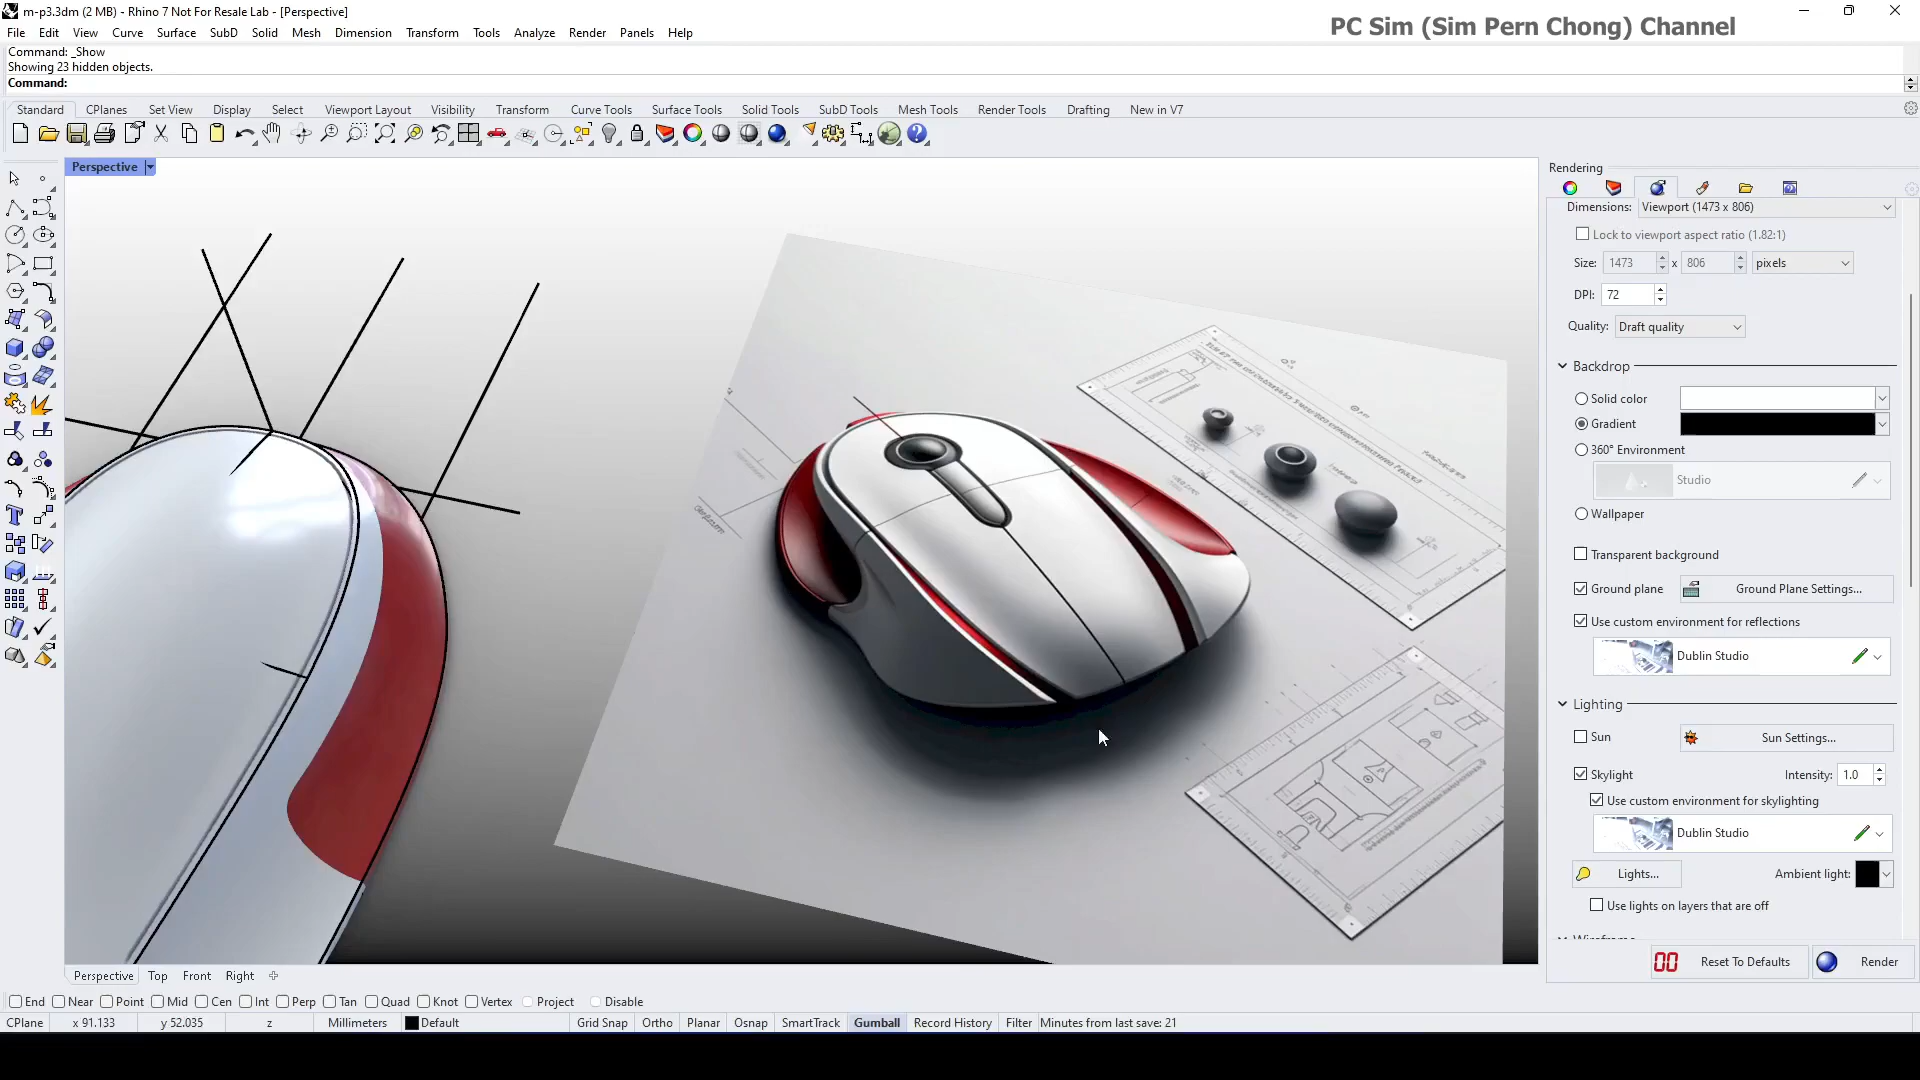 m-p3.3dm (2 MB) - Rhino 7 Not For Resale Lab - [Perspective]
PC Sim (Sim Pern Chong) Channel
File Edit View Curve Surface SubD Solid Mesh Dimension Transform Tools Analyze Render Panels Help
Command: _Show
Showing 23 hidden objects.
Command:
Standard CPlanes Set View Display Select Viewport Layout Visibility Transform Curve Tools Surface Tools Solid Tools SubD Tools Mesh Tools Render Tools Drafting New in V7
Perspective
Rendering
Dimensions: Viewport (1473 x 806)
Lock to viewport aspect ratio (1.82:1)
Size: 1473 x 806 pixels
DPI: 72
Quality: Draft quality
Backdrop
Solid color
Gradient
360° Environment
Studio
Wallpaper
Transparent background
Ground plane Ground Plane Settings...
Use custom environment for reflections
Dublin Studio
Lighting
Sun Sun Settings...
Skylight Intensity: 1.0
Use custom environment for skylighting
Dublin Studio
Lights... Ambient light:
Use lights on layers that are off
Reset To Defaults Render
Perspective Top Front Right
End Near Point Mid Cen Int Perp Tan Quad Knot Vertex Project Disable
CPlane x 91.133 y 52.035 z Millimeters Default Grid Snap Ortho Planar Osnap SmartTrack Gumball Record History Filter Minutes from last save: 21